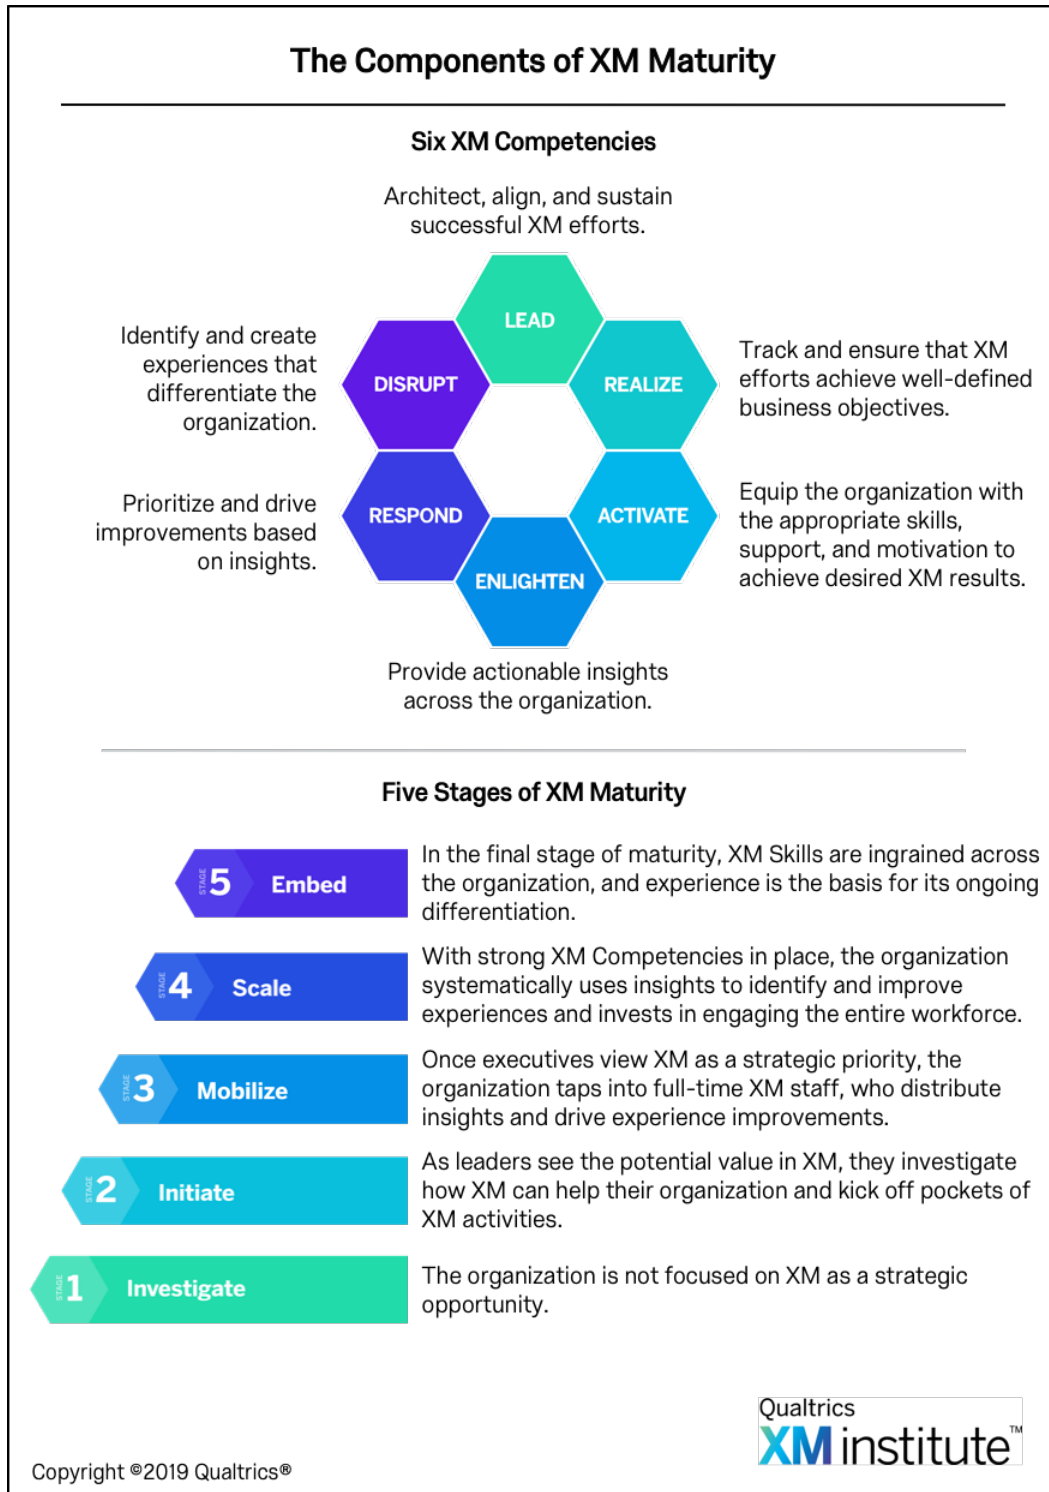 The Components of XM Maturity
Six XM Competencies
Architect, align, and sustain
successful XM efforts.
LEAD
Identify and create
experiences that
differentiate the
organization.
DISRUPT
REALIZE
Track and ensure that XM
efforts achieve well-defined
business objectives.
Prioritize and drive
improvements based
on insights.
RESPOND
ACTIVATE
Equip the organization with
the appropriate skills,
support, and motivation to
achieve desired XM results.
ENLIGHTEN
Provide actionable insights
across the organization.
Five Stages of XM Maturity
STAGE 5 Embed
In the final stage of maturity, XM Skills are ingrained across
the organization, and experience is the basis for its ongoing
differentiation.
STAGE 4 Scale
With strong XM Competencies in place, the organization
systematically uses insights to identify and improve
experiences and invests in engaging the entire workforce.
STAGE 3 Mobilize
Once executives view XM as a strategic priority, the
organization taps into full-time XM staff, who distribute
insights and drive experience improvements.
STAGE 2 Initiate
As leaders see the potential value in XM, they investigate
how XM can help their organization and kick off pockets of
XM activities.
STAGE 1 Investigate
The organization is not focused on XM as a strategic
opportunity.
Qualtrics
XM institute™
Copyright ©2019 Qualtrics®